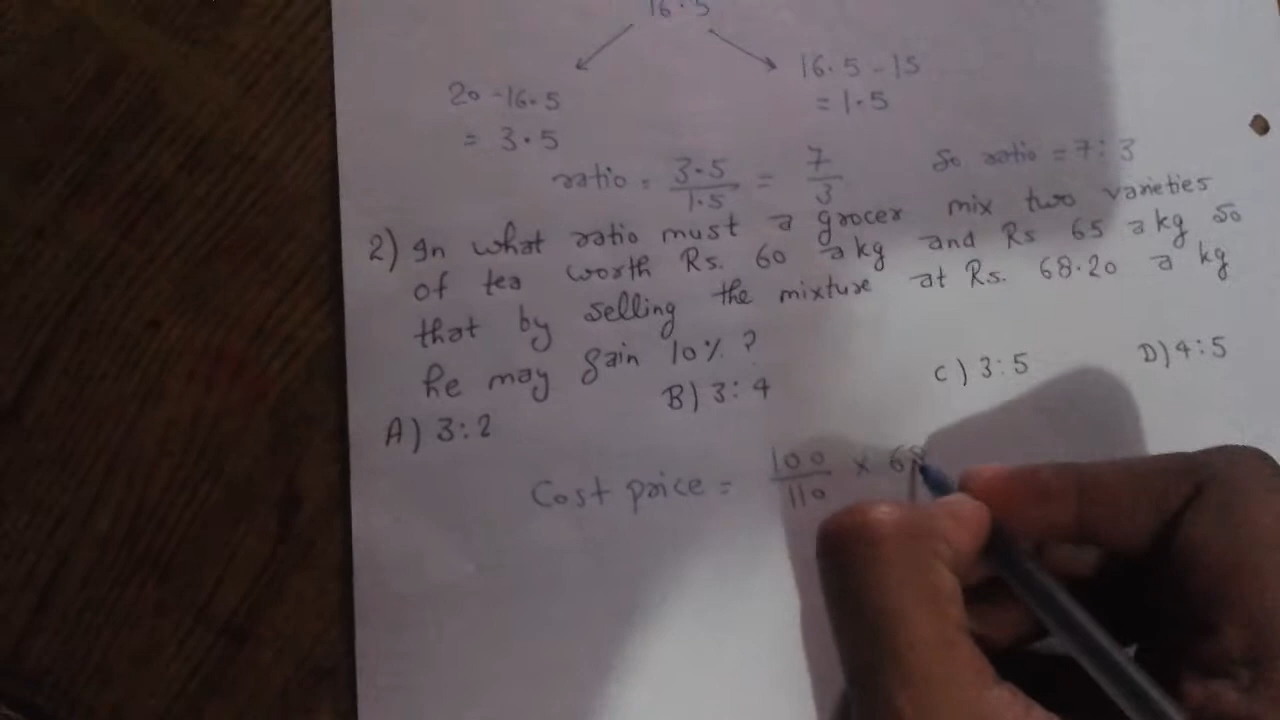 16.5
20 - 16.5
= 3.5
16.5 - 15
= 1.5
ratio = 3.5/1.5 = 7/3 So ratio = 7:3
2) In what ratio must a grocer mix two varieties
of tea worth Rs. 60 a kg and Rs 65 a kg so
that by selling the mixture at Rs. 68.20 a kg
he may gain 10% ?
A) 3:2 B) 3:4 C) 3:5 D) 4:5
Cost price = 100/110 x 68